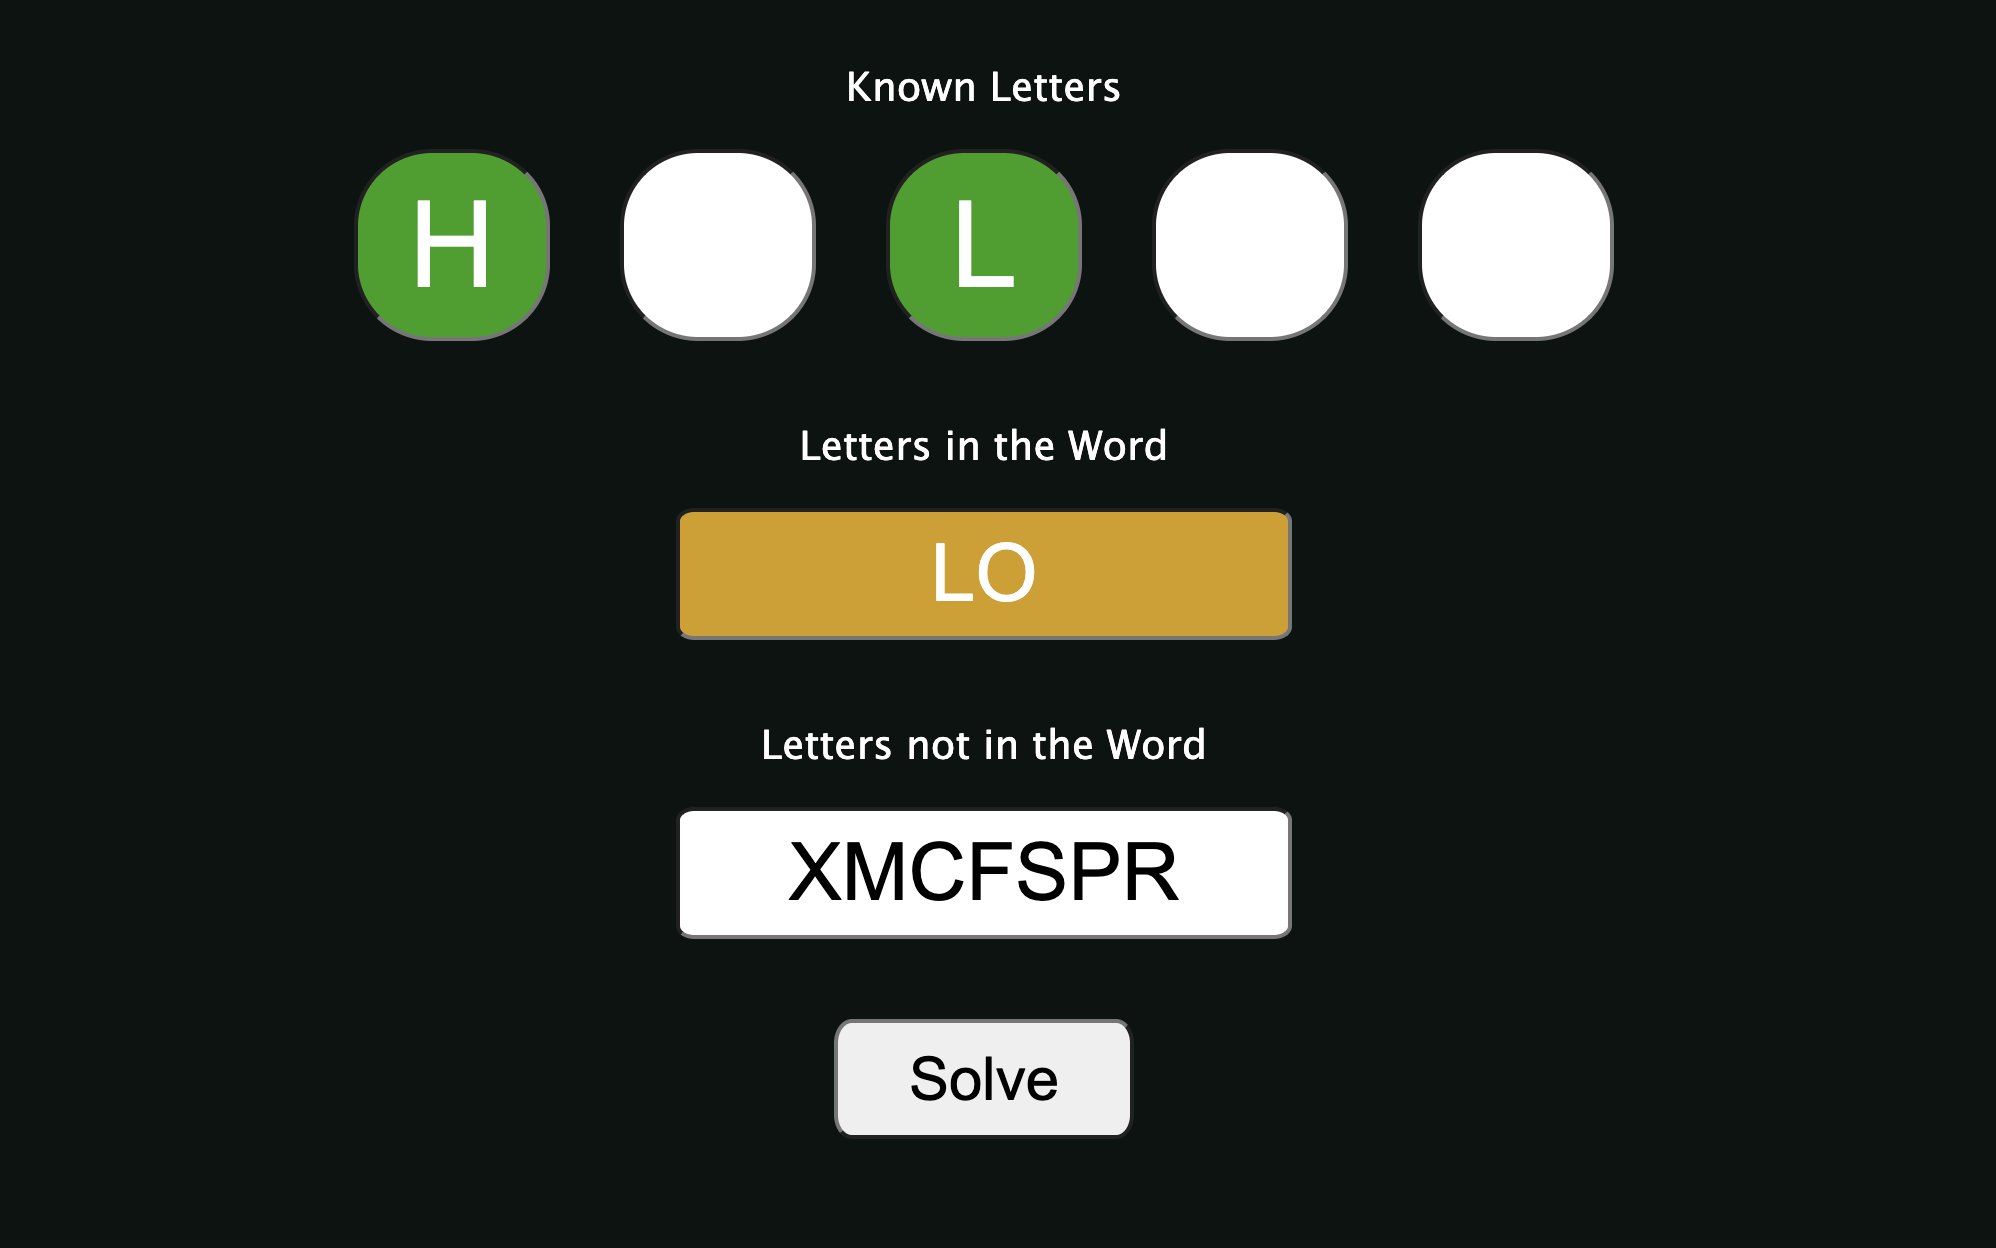 Known Letters
H L
Letters in the Word
LO
Letters not in the Word
XMCFSPR
Solve